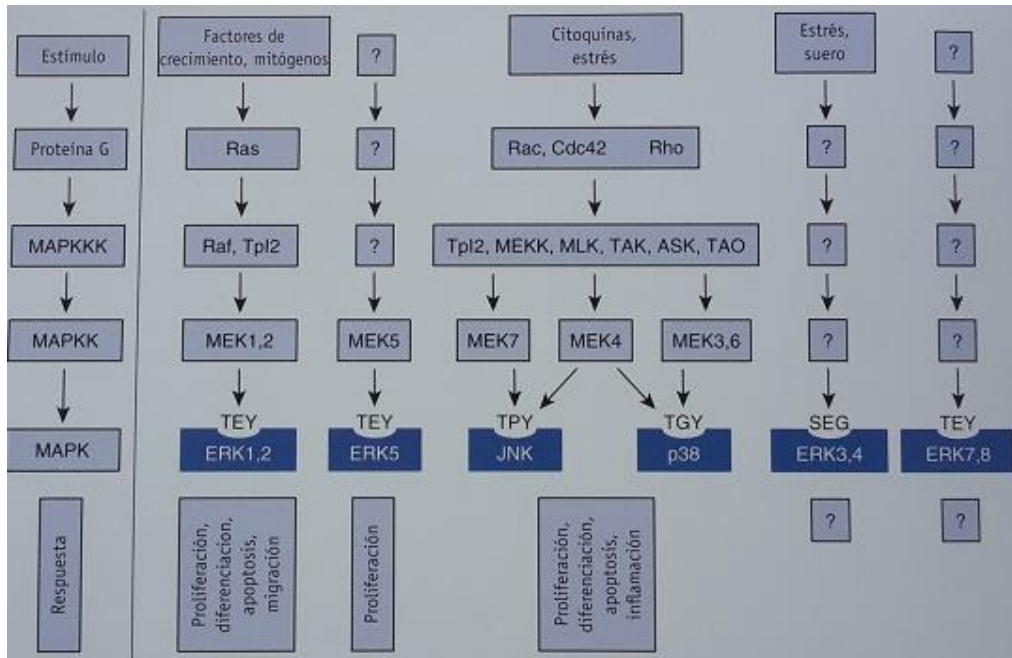 Estímulo
Factores de
crecimiento, mitógenos
?
Citoquinas,
estrés
Estrés,
suero
?
Proteína G
Ras
?
Rac, Cdc42 Rho
?
?
MAPKKK
Raf, Tpl2
?
Tpl2, MEKK, MLK, TAK, ASK, TAO
?
?
MAPKK
MEK1,2
MEK5
MEK7
MEK4
MEK3,6
?
?
MAPK
TEY
ERK1,2
TEY
ERK5
TPY
JNK
TGY
p38
SEG
ERK3,4
TEY
ERK7,8
Respuesta
Proliferación,
diferenciacion,
apoptosis,
migración
Proliferación
Proliferación,
diferenciación,
apoptosis,
inflamación
?
?